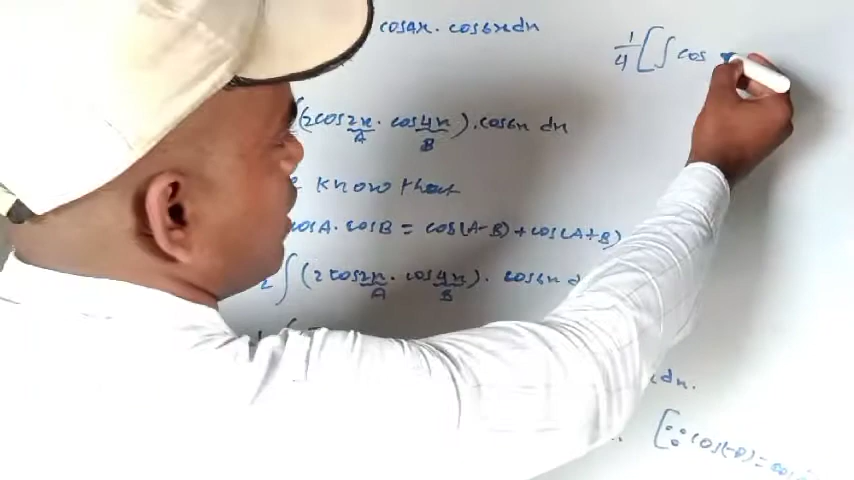 cos4x . cos6x dx
(2cos2x . cos4x) . cos6x dx
A B
know that
cosA . cosB = cos(A-B) + cos(A+B)
2 ∫ (2cos2x . cos4x) . cos6x d
A B
dx.
[∵ cos(-θ) = cos
1/4 [ ∫ cos